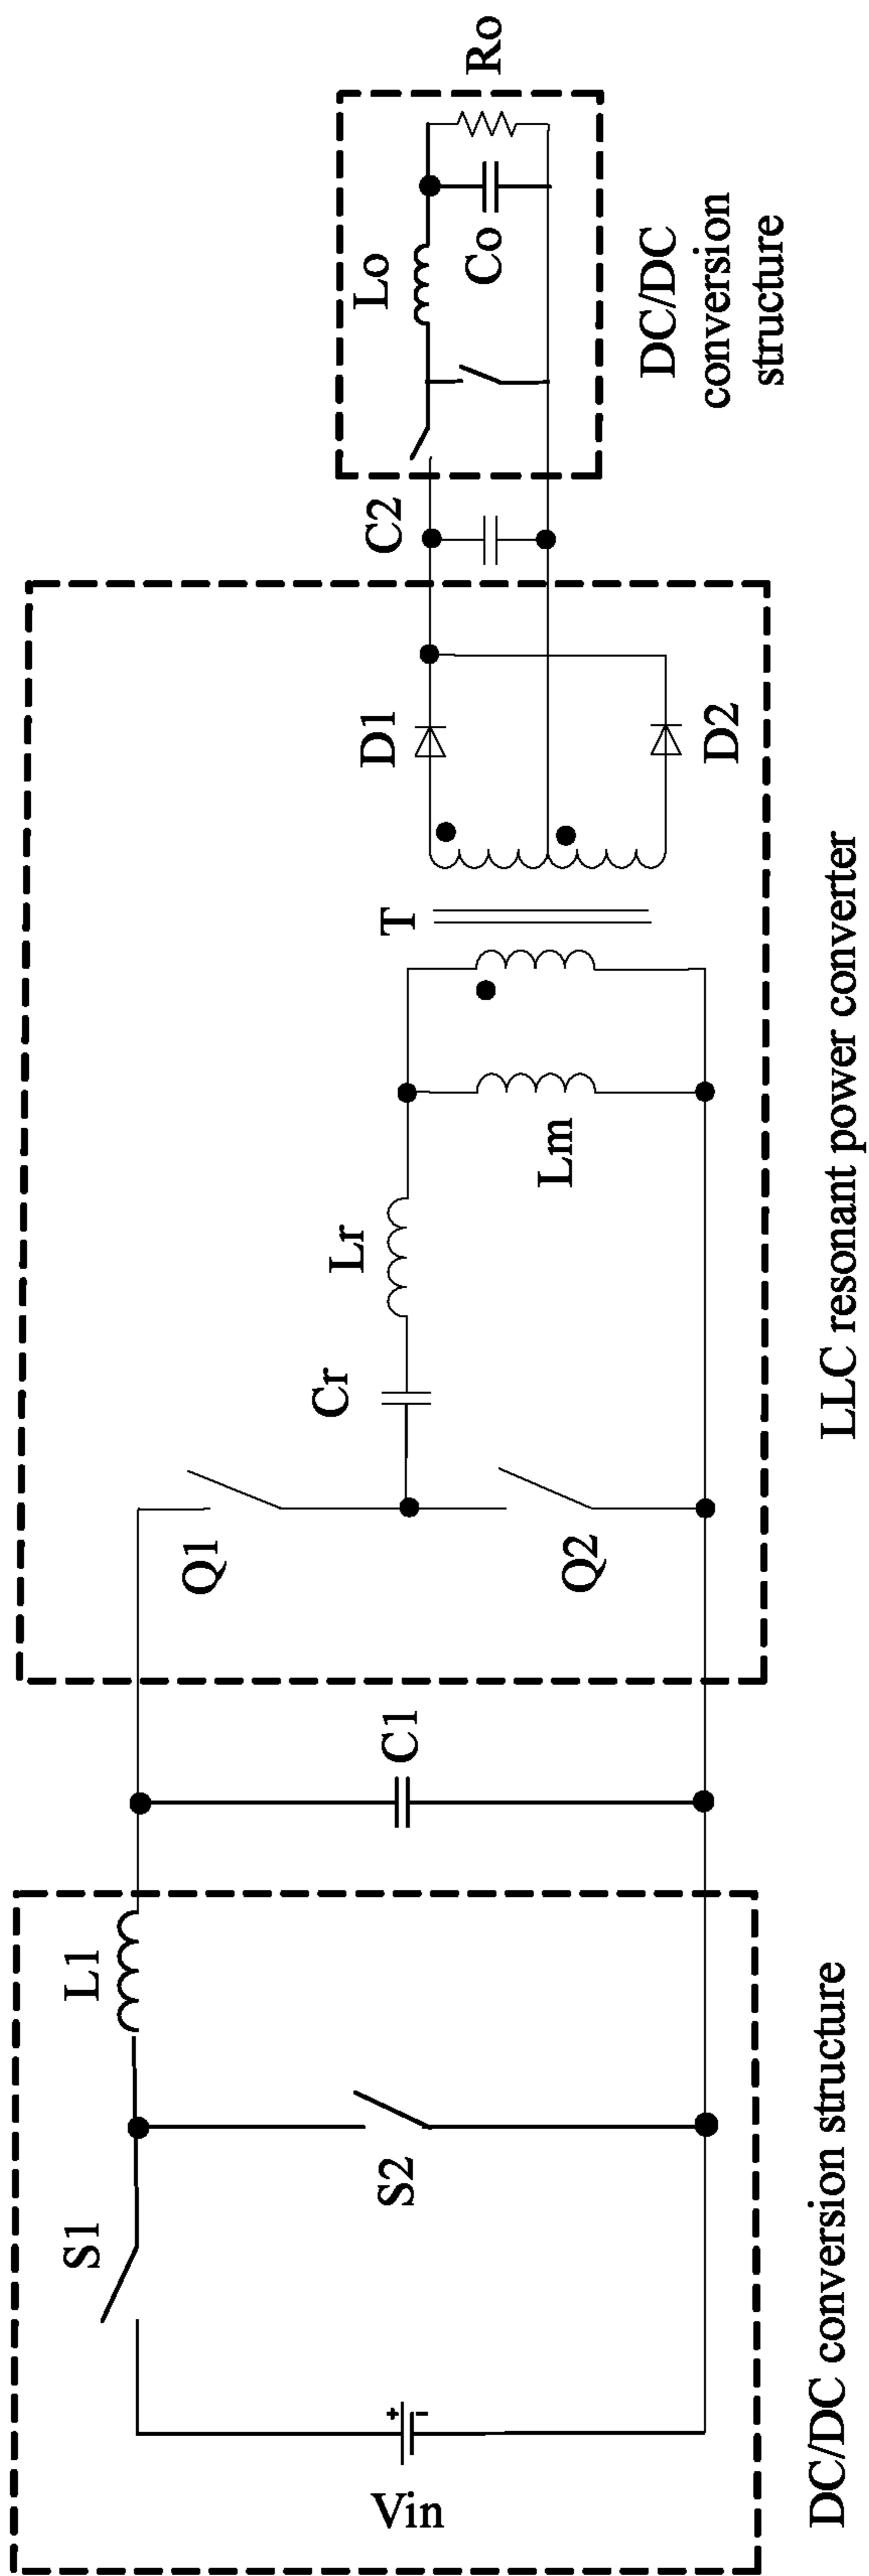 Vin
+
-
S1
S2
L1
C1
Q1
Q2
Cr
Lr
Lm
T
D1
D2
C2
Lo
Co
Ro
DC/DC conversion structure
LLC resonant power converter
DC/DC
conversion
structure